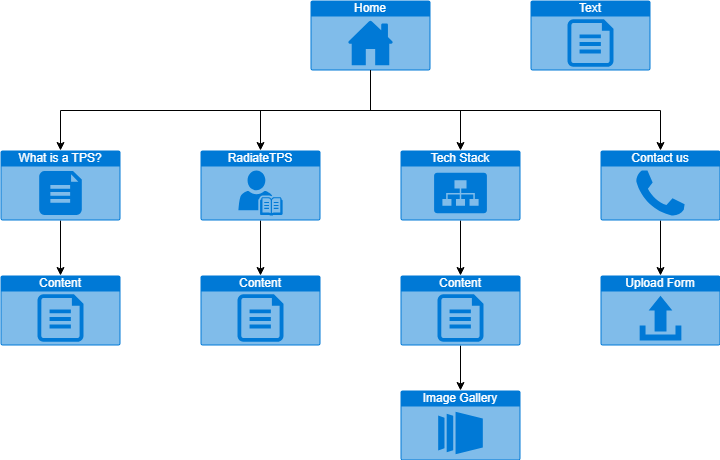 Home
Text
What is a TPS?
RadiateTPS
Tech Stack
Contact us
Content
Content
Content
Upload Form
Image Gallery